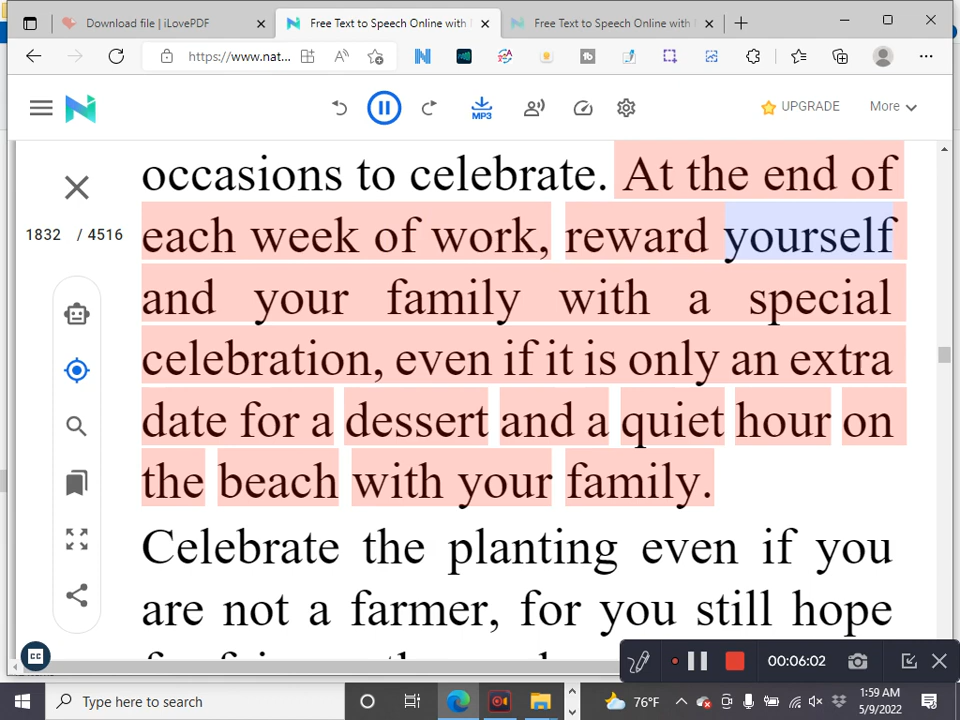 Download file | iLovePDF
Free Text to Speech Online with
Free Text to Speech Online with
https://www.nat...
UPGRADE
More
MP3
1832 / 4516
occasions to celebrate. At the end of
each week of work, reward yourself
and your family with a special
celebration, even if it is only an extra
date for a dessert and a quiet hour on
the beach with your family.
Celebrate the planting even if you
are not a farmer, for you still hope
CC
00:06:02
Type here to search
76°F
1:59 AM
5/9/2022